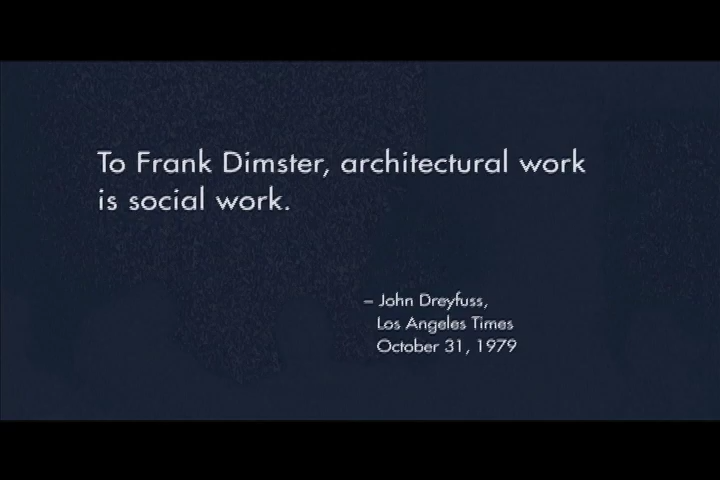 To Frank Dimster, architectural work
is social work.
– John Dreyfuss,
Los Angeles Times
October 31, 1979